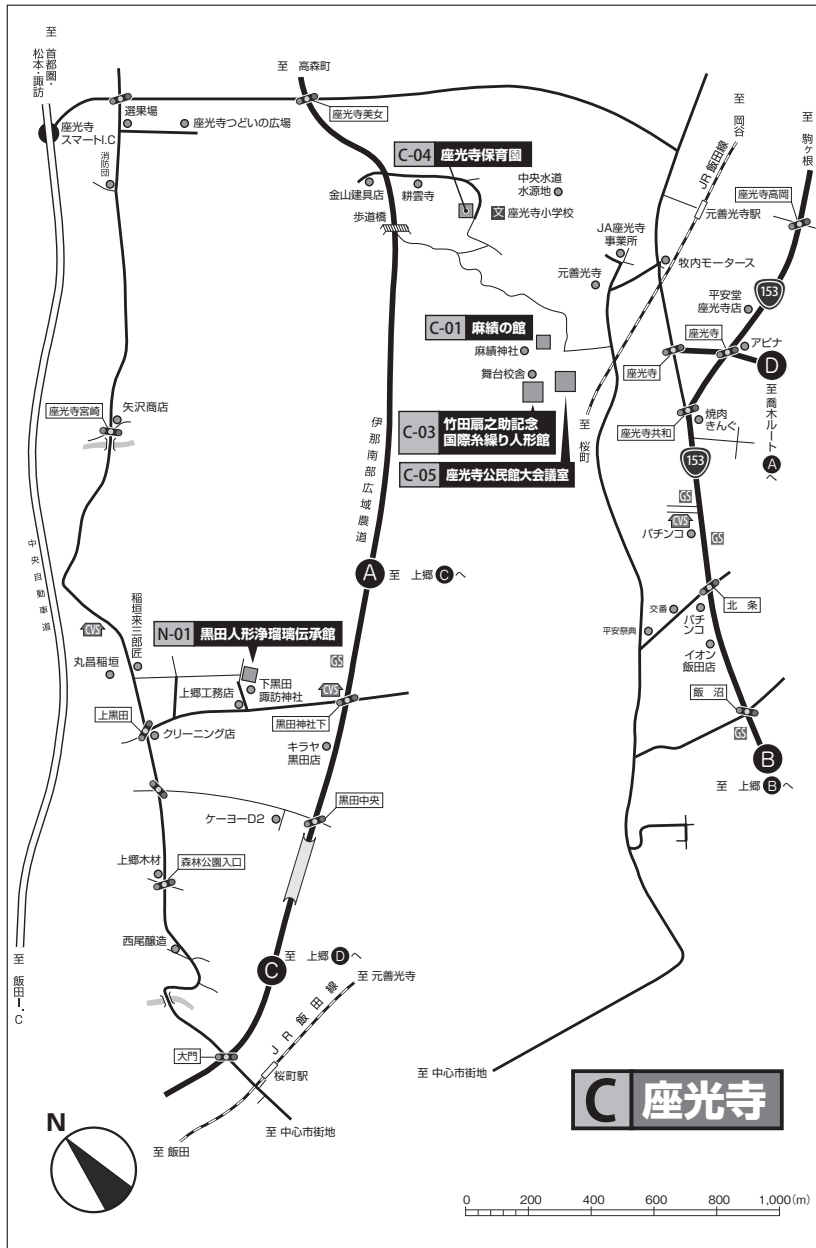 至 首都圏・
松本・諏訪
至 高森町
選果場
座光寺つどいの広場
座光寺美女
座光寺
スマートI.C
消防団
至 岡谷
JR飯田線
至 駒ヶ根
C-04 座光寺保育園
金山建具店
耕雲寺
中央水道
水源地
文 座光寺小学校
歩道橋
元善光寺駅
座光寺高岡
JA座光寺
事業所
牧内モータース
元善光寺
153
平安堂
座光寺店
C-01 麻績の館
麻績神社
座光寺
アピナ
座光寺
D
至 喬木ルート A へ
舞台校舎
C-03 竹田扇之助記念
国際糸繰り人形館
C-05 座光寺公民館大会議室
至 桜町
座光寺共和
焼肉
きんぐ
153
座光寺宮崎
矢沢商店
伊那南部広域農道
GS
CVS
パチンコ
GS
中央自動車道
A 至 上郷 C へ
北 条
交番
パチ
ンコ
平安祭典
イオン
飯田店
稲垣来三郎匠
CVS
丸昌稲垣
N-01 黒田人形浄瑠璃伝承館
GS
上郷工務店
下黒田
諏訪神社
CVS
飯 沼
上黒田
クリーニング店
黒田神社下
GS
キラヤ
黒田店
B
至 上郷 B へ
ケーヨーD2
黒田中央
上郷木材
森林公園入口
西尾醸造
至 飯田I.C
C 至 上郷 D へ
至 元善光寺
JR飯田線
大門
桜町駅
至 中心市街地
至 飯田
至 中心市街地
C 座光寺
N
0 200 400 600 800 1,000(m)